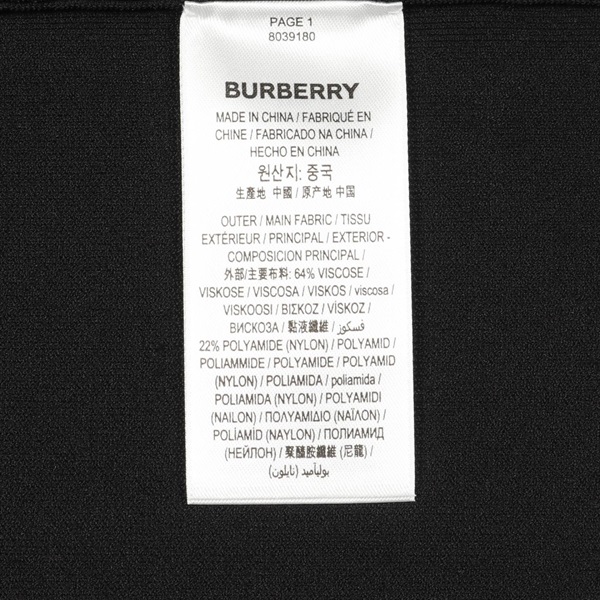 PAGE 1
8039180
BURBERRY
MADE IN CHINA / FABRIQUÉ EN
CHINE / FABRICADO NA CHINA /
HECHO EN CHINA
원산지: 중국
生產地 中國 / 原产地 中国
OUTER / MAIN FABRIC / TISSU
EXTÉRIEUR / PRINCIPAL / EXTERIOR -
COMPOSICION PRINCIPAL /
外部/主要布料: 64% VISCOSE /
VISKOSE / VISCOSA / VISKOS / viscosa /
VISKOOSI / ΒΙΣΚΟΖ / VİSKOZ /
ВИСКОЗА / 黏液纖維 / فسكوز
22% POLYAMIDE (NYLON) / POLYAMID /
POLIAMMIDE / POLYAMIDE / POLYAMID
(NYLON) / POLIAMIDA / poliamida /
POLIAMIDA (NYLON) / POLYAMIDI
(NAILON) / ΠΟΛΥΑΜΙΔΙΟ (ΝΑΪΛΟΝ) /
POLİAMİD (NAYLON) / ПОЛИАМИД
(НЕЙЛОН) / 聚醯胺纖維 (尼龍) /
بولياميد (نايلون)